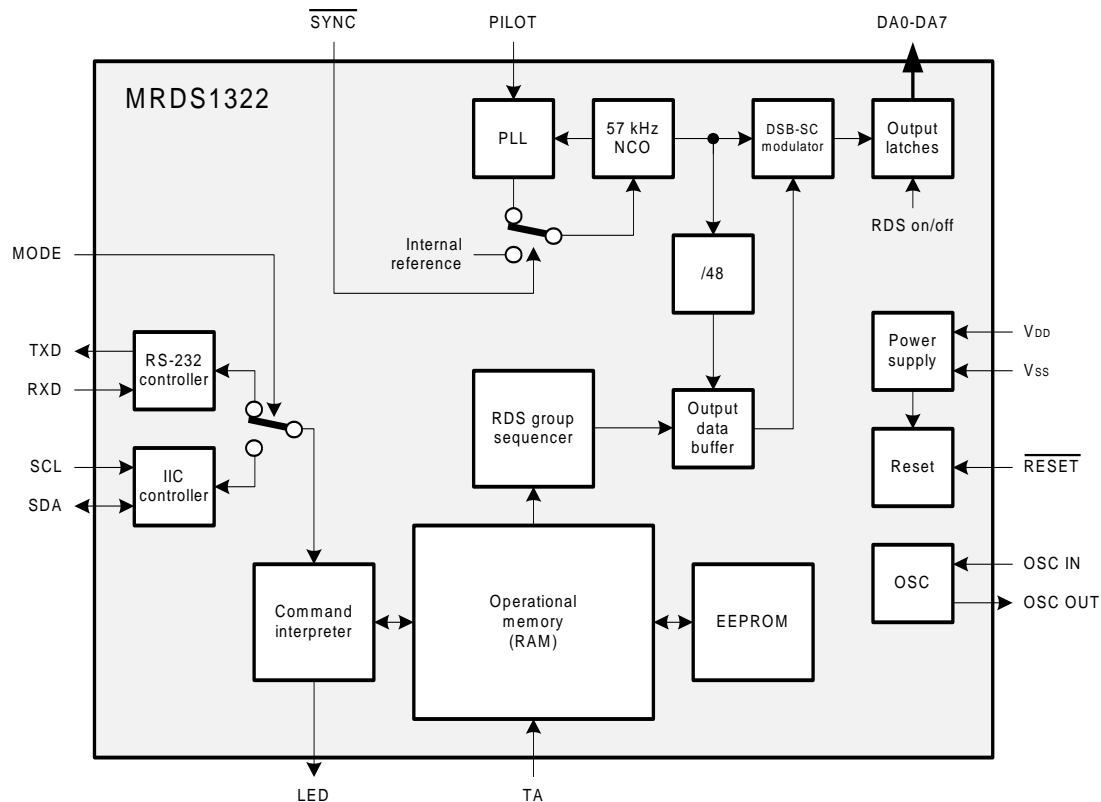 SYNC
PILOT
DA0-DA7
MRDS1322
PLL
57 kHz
NCO
DSB-SC
modulator
Output
latches
RDS on/off
MODE
Internal
reference
/48
TXD
RXD
RS-232
controller
Power
supply
VDD
VSS
RDS group
sequencer
Output
data
buffer
SCL
SDA
IIC
controller
Reset
RESET
Command
interpreter
Operational
memory
(RAM)
EEPROM
OSC
OSC IN
OSC OUT
LED
TA